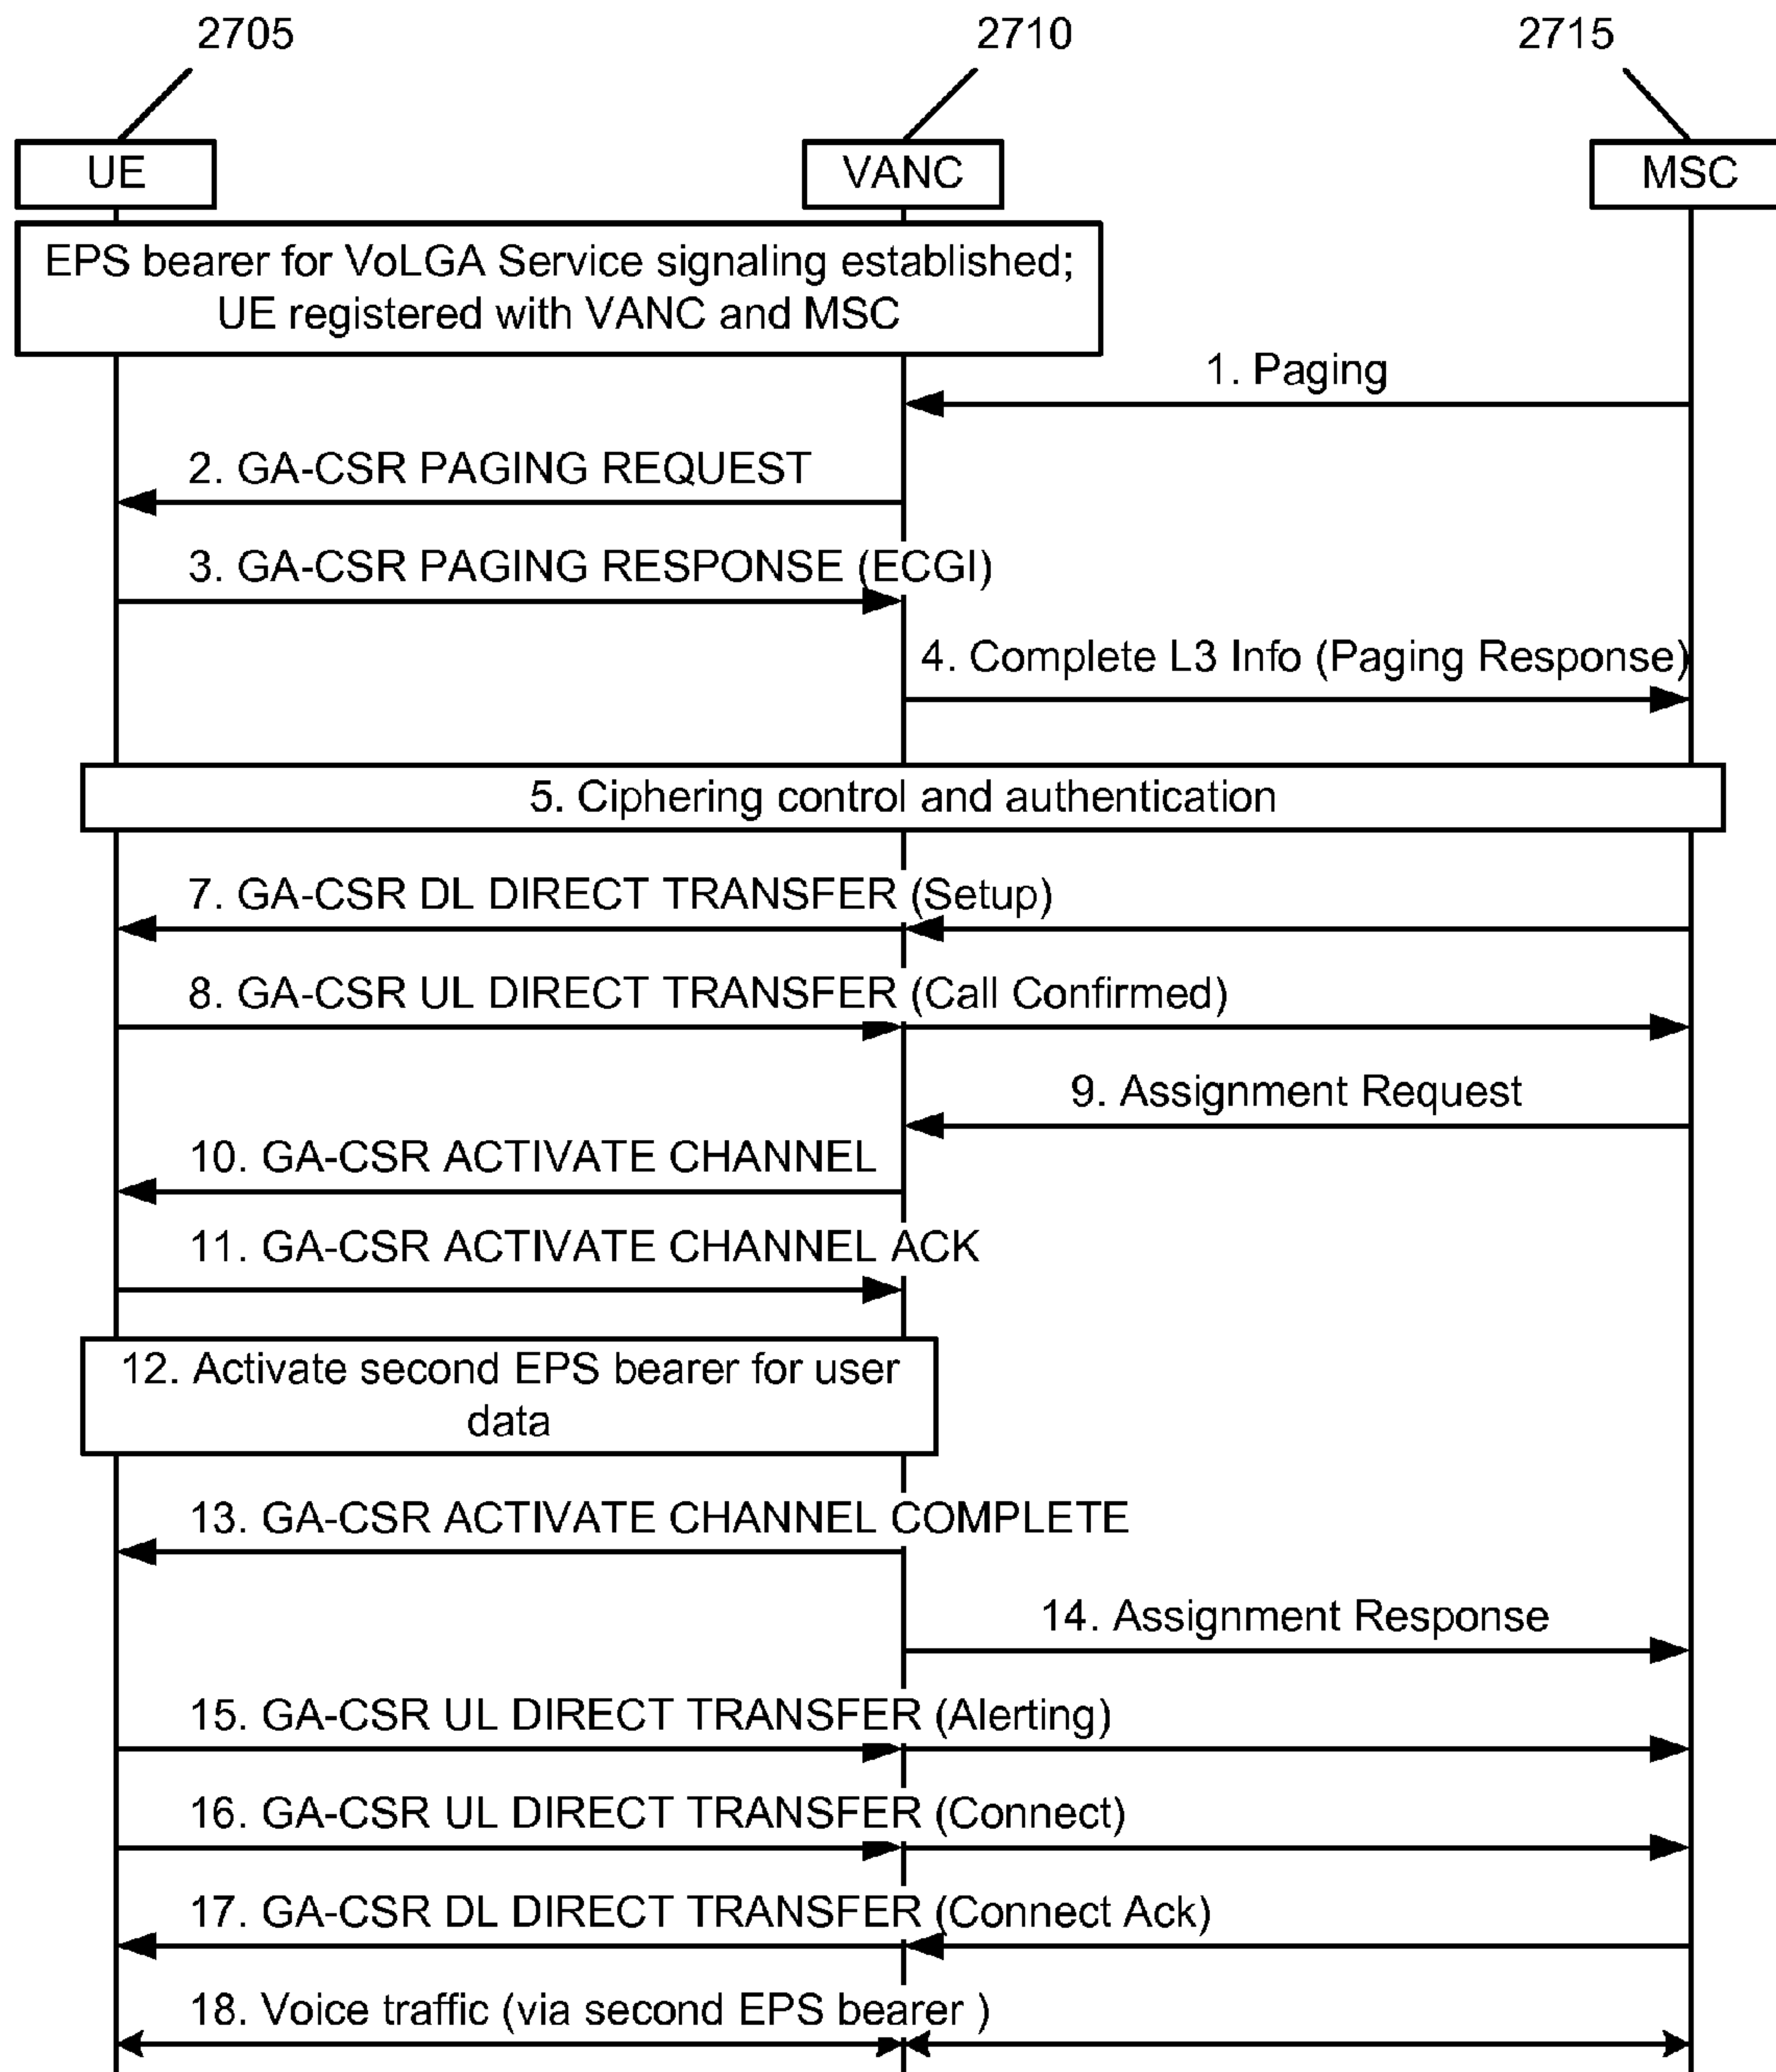 2705
2710
2715
UE
VANC
MSC
EPS bearer for VoLGA Service signaling established;
UE registered with VANC and MSC
1. Paging
2. GA-CSR PAGING REQUEST
3. GA-CSR PAGING RESPONSE (ECGI)
4. Complete L3 Info (Paging Response)
5. Ciphering control and authentication
7. GA-CSR DL DIRECT TRANSFER (Setup)
8. GA-CSR UL DIRECT TRANSFER (Call Confirmed)
9. Assignment Request
10. GA-CSR ACTIVATE CHANNEL
11. GA-CSR ACTIVATE CHANNEL ACK
12. Activate second EPS bearer for user
data
13. GA-CSR ACTIVATE CHANNEL COMPLETE
14. Assignment Response
15. GA-CSR UL DIRECT TRANSFER (Alerting)
16. GA-CSR UL DIRECT TRANSFER (Connect)
17. GA-CSR DL DIRECT TRANSFER (Connect Ack)
18. Voice traffic (via second EPS bearer )